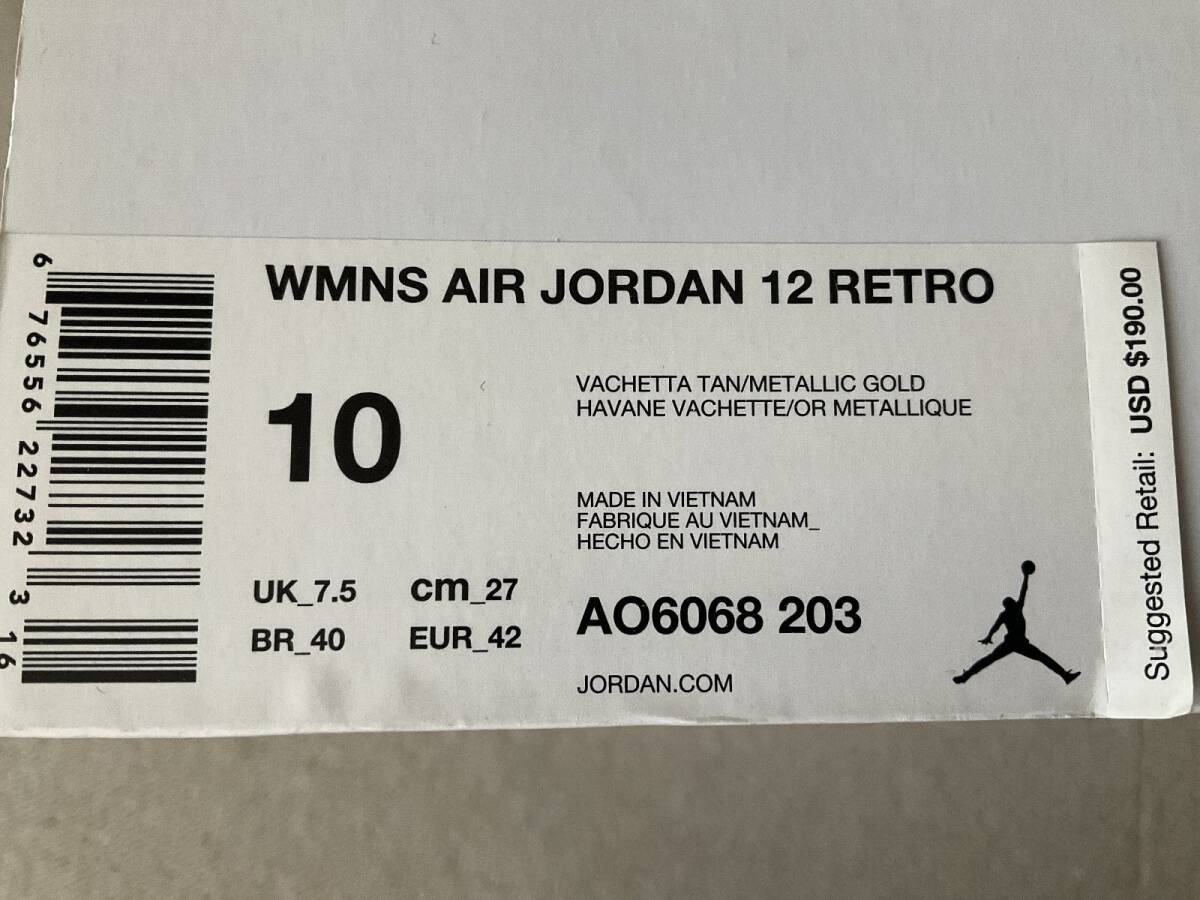 WMNS AIR JORDAN 12 RETRO
10
VACHETTA TAN/METALLIC GOLD
HAVANE VACHETTE/OR METALLIQUE
MADE IN VIETNAM
FABRIQUE AU VIETNAM_
HECHO EN VIETNAM
UK_7.5 cm_27
BR_40 EUR_42
AO6068 203
JORDAN.COM
Suggested Retail: USD $190.00
6 76556 22732 3 16